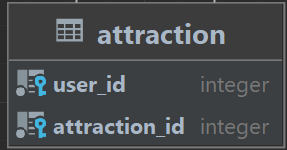 attraction
user_id integer
attraction_id integer